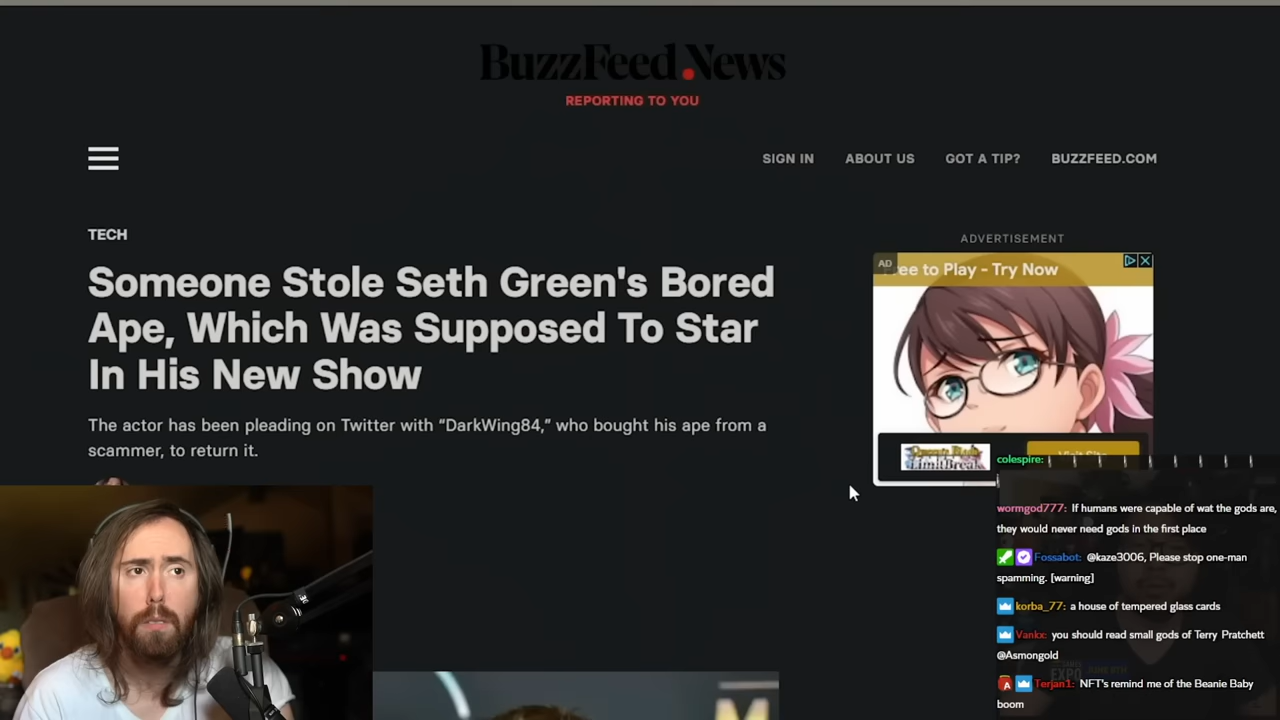 BuzzFeed.News
REPORTING TO YOU
SIGN IN
ABOUT US
GOT A TIP?
BUZZFEED.COM
TECH
Someone Stole Seth Green's Bored
Ape, Which Was Supposed To Star
In His New Show
The actor has been pleading on Twitter with “DarkWing84,” who bought his ape from a
scammer, to return it.
ADVERTISEMENT
AD
ree to Play - Try Now
Visit Site
colespire:
wormgod777: If humans were capable of wat the gods are,
they would never need gods in the first place
Fossabot: @kaze3006, Please stop one-man
spamming. [warning]
korba_77: a house of tempered glass cards
Vankx: you should read small gods of Terry Pratchett
@Asmongold
Terjan1: NFT's remind me of the Beanie Baby
boom
EXPO